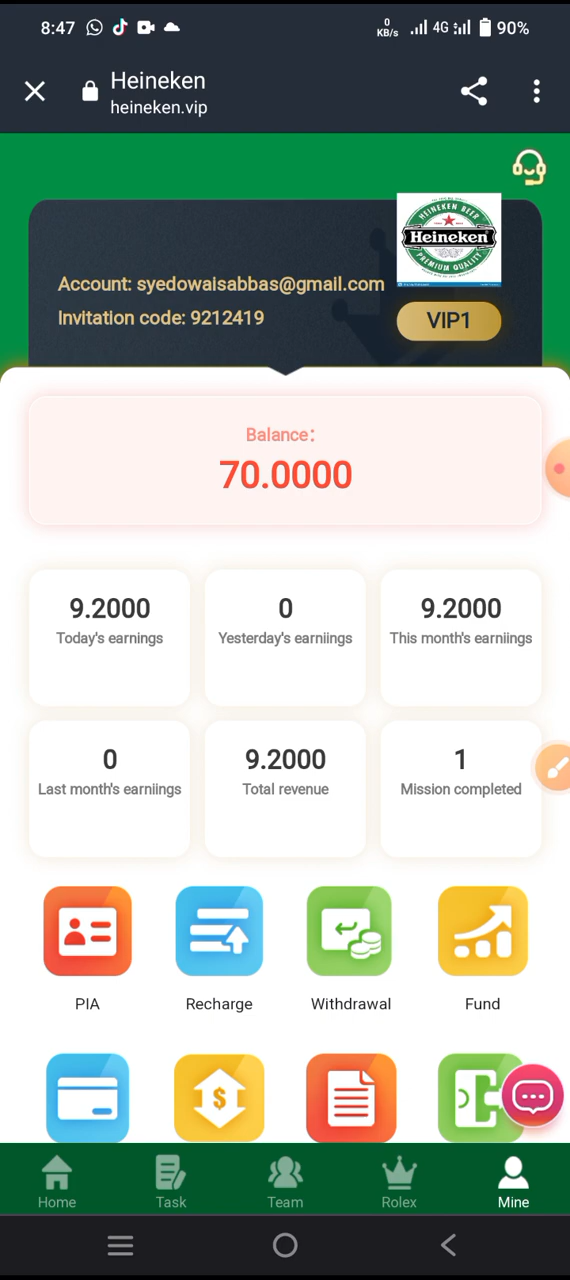 8:47
0
KB/s
4G
90%
Heineken
heineken.vip
HEINEKEN BEER
Heineken
PREMIUM QUALITY
Account: syedowaisabbas@gmail.com
Invitation code: 9212419
VIP1
Balance:
70.0000
9.2000
0
9.2000
Today's earnings
Yesterday's earniings
This month's earniings
0
9.2000
1
Last month's earniings
Total revenue
Mission completed
PIA
Recharge
Withdrawal
Fund
$
Home
Task
Team
Rolex
Mine